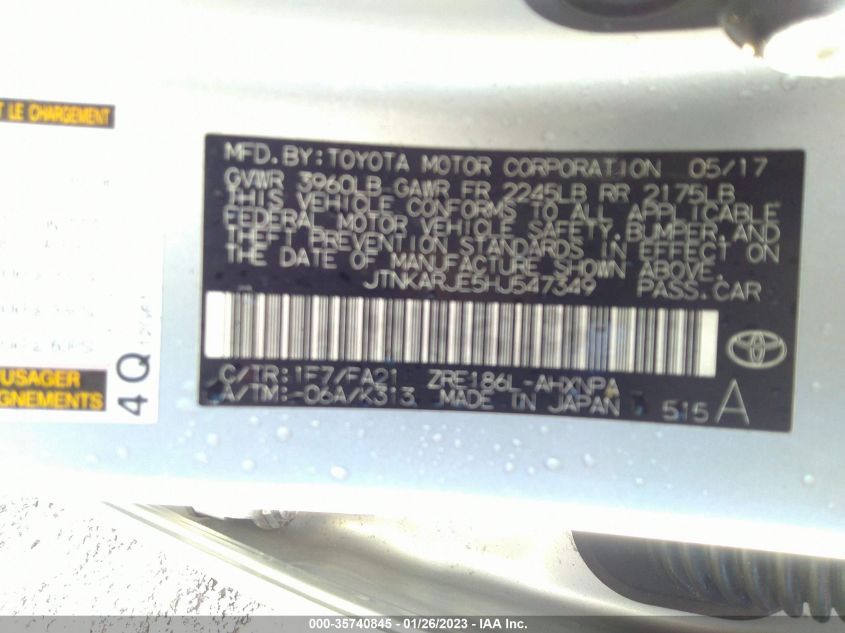 T LE CHARGEMENT
USAGER
GNEMENTS
4Q
MFD. BY: TOYOTA MOTOR CORPORATION 05/17
GVWR 3960LB GAWR FR 2245LB RR 2175LB
THIS VEHICLE CONFORMS TO ALL APPLICABLE
FEDERAL MOTOR VEHICLE SAFETY, BUMPER, AND
THEFT PREVENTION STANDARDS IN EFFECT ON
THE DATE OF MANUFACTURE SHOWN ABOVE.
JTNKARJE5HJ547349 PASS. CAR
C/TR: 1F7/FA21 ZRE186L-AHXNPA
A/TM: -06A/K313 MADE IN JAPAN 515 A
000-35740845 - 01/26/2023 - IAA Inc.